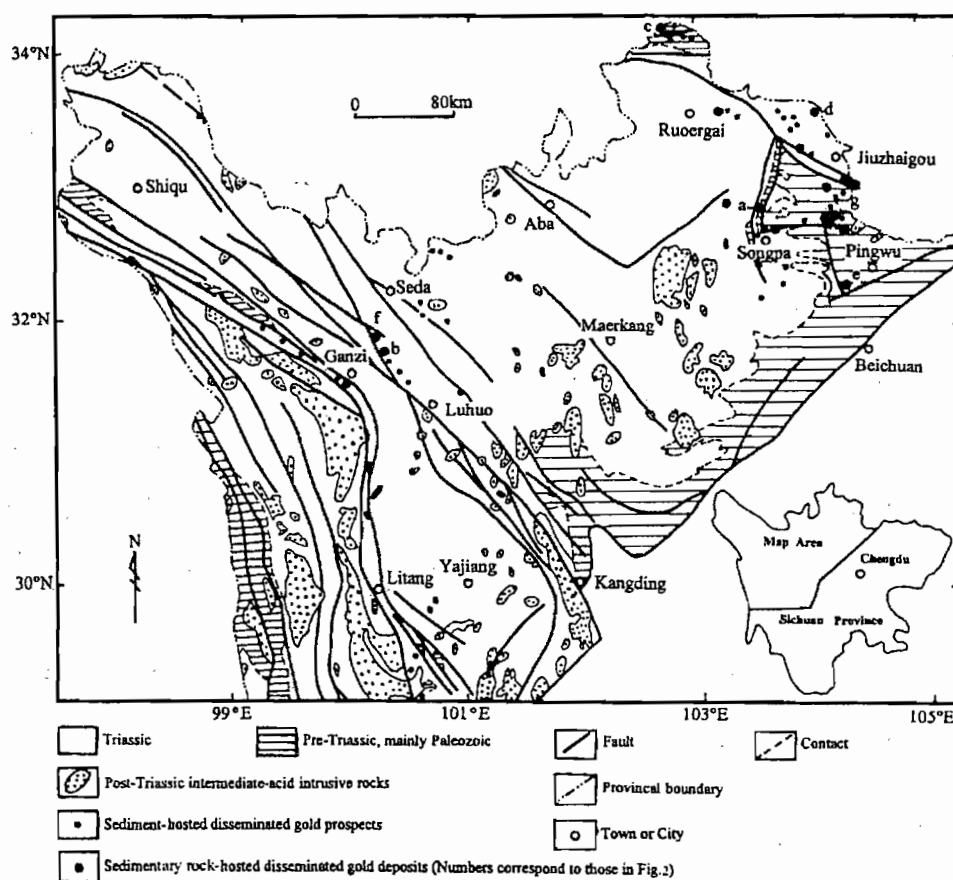 c
34°N
0 80km
Ruoergai
d
Jiuzhaigou
Shiqu
a
g
Aba
Songpa
Pingwu
Seda
32°N
f
Maerkang
b
Ganzi
Beichuan
Luhuo
N
Map Area
Chengdu
30°N
Litang
Yajiang
Kangding
Sichuan Province
99°E 101°E 103°E 105°E
Triassic Pre-Triassic, mainly Paleozoic Fault Contact
Post-Triassic intermediate-acid intrusive rocks Provincal boundary
Sediment-hosted disseminated gold prospects Town or City
Sedimentary rock-hosted disseminated gold deposits (Numbers correspond to those in Fig.2)